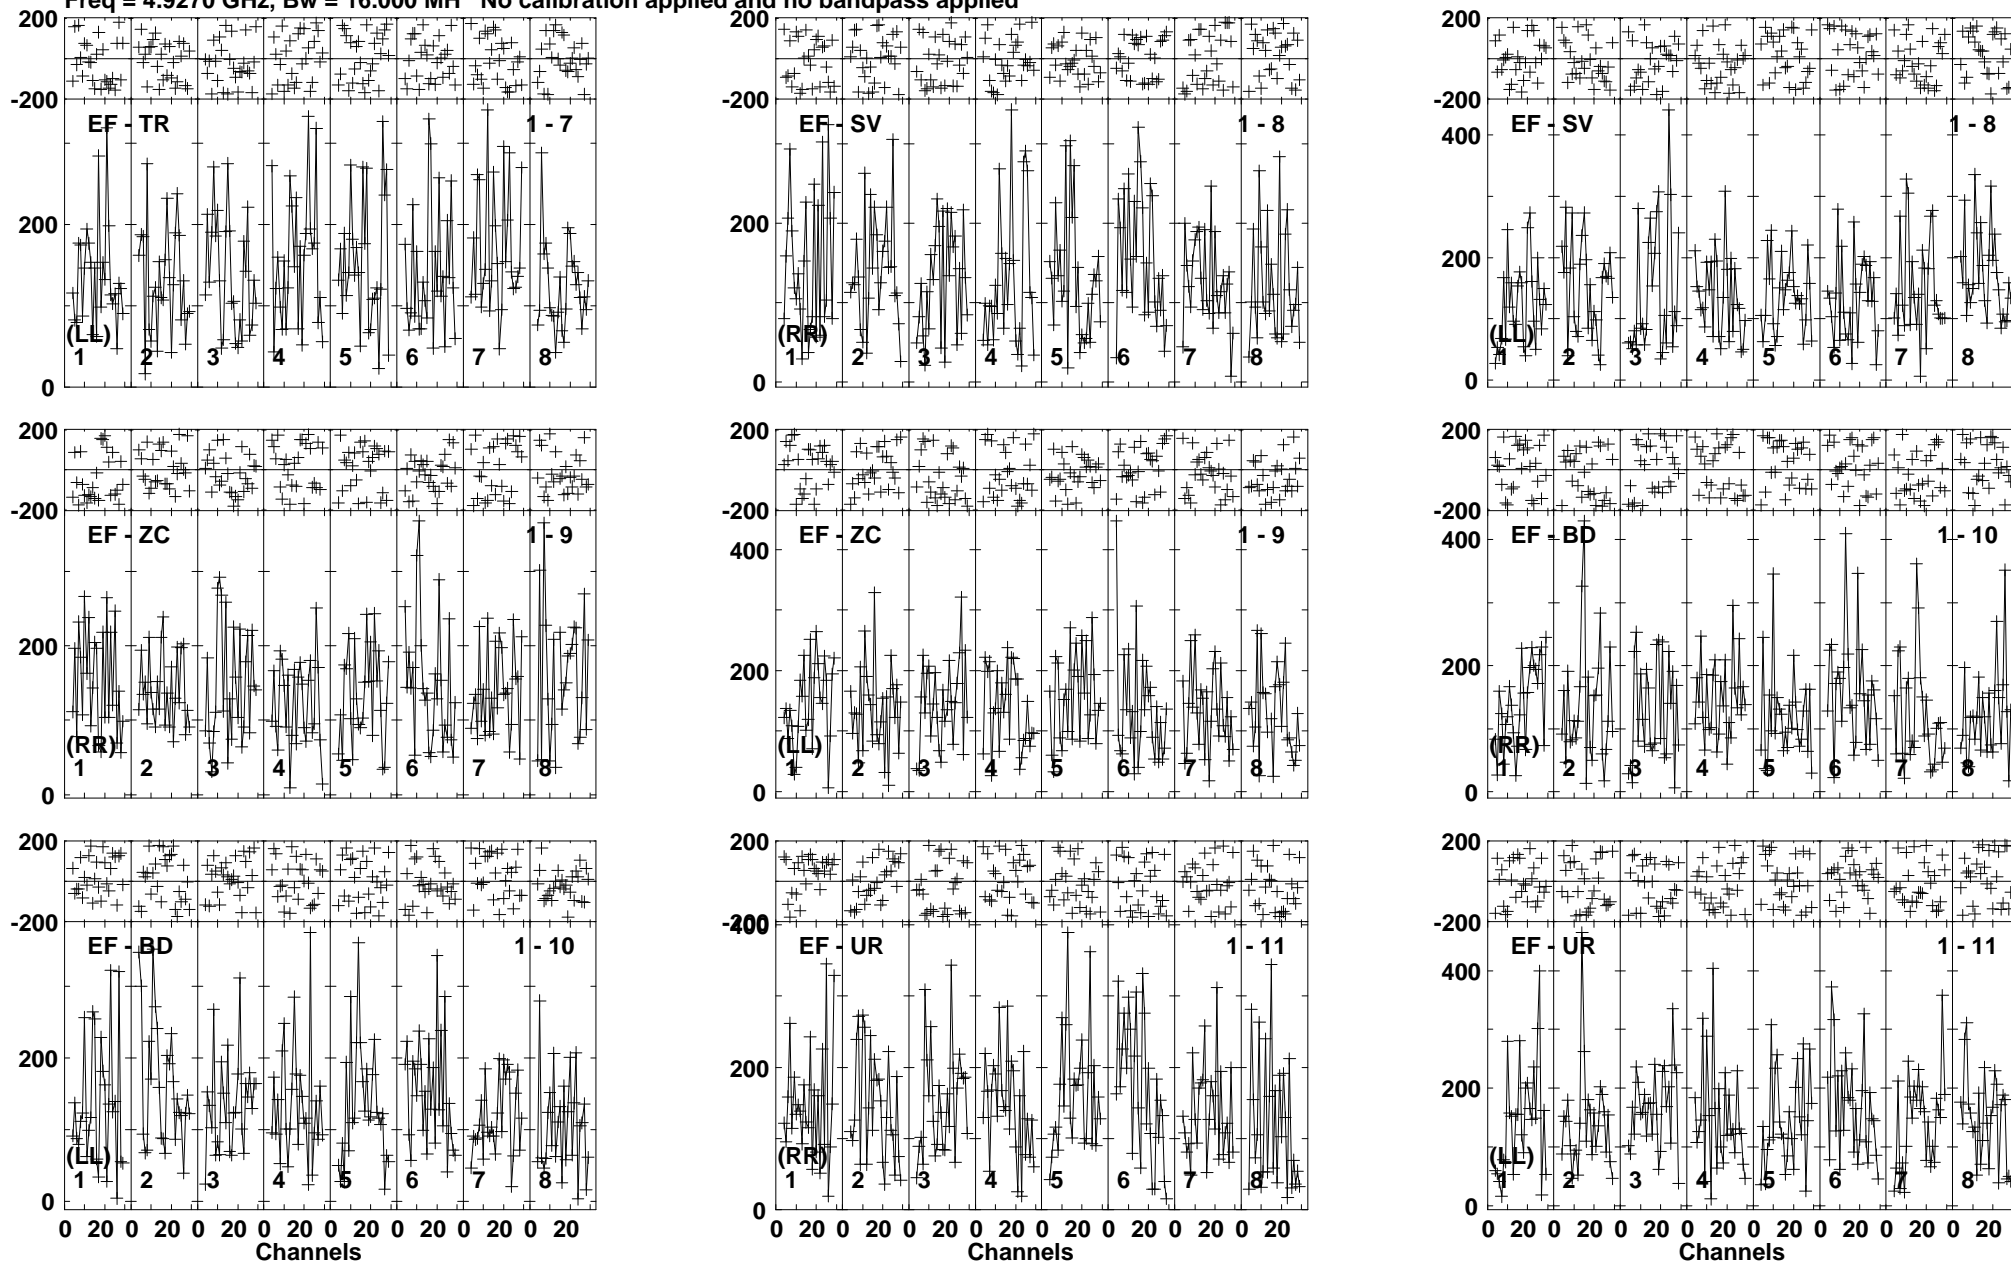 Freq = 4.9270 GHz, Bw = 16.000 MH No calibration applied and no bandpass applied
200 200 200
-200 -200 -200
EF - TR 1 - 7 EF - SV 1 - 8 EF - SV 1 - 8
400
200 200 200
(LL) (RR) (LL)
1 2 3 4 5 6 7 8 1 2 3 4 5 6 7 8 1 2 3 4 5 6 7 8
0 0 0
200 200 200
-200 -200 -200
EF - ZC 1 - 9 EF - ZC 1 - 9 EF - BD 1 - 10
400 400
200 200 200
(RR) (LL) (RR)
1 2 3 4 5 6 7 8 1 2 3 4 5 6 7 8 1 2 3 4 5 6 7 8
0 0 0
200 200 200
-200 -200 -200
400
EF - BD 1 - 10 EF - UR 1 - 11 EF - UR 1 - 11
400
200 200 200
(LL) (RR) (LL)
1 2 3 4 5 6 7 8 1 2 3 4 5 6 7 8 1 2 3 4 5 6 7 8
0 0 0
0 20 0 20 0 20 0 20 0 20 0 20 0 20 0 20 0 20 0 20 0 20 0 20 0 20 0 20 0 20 0 20 0 20 0 20 0 20 0 20 0 20 0 20 0 20 0 20
Channels Channels Channels